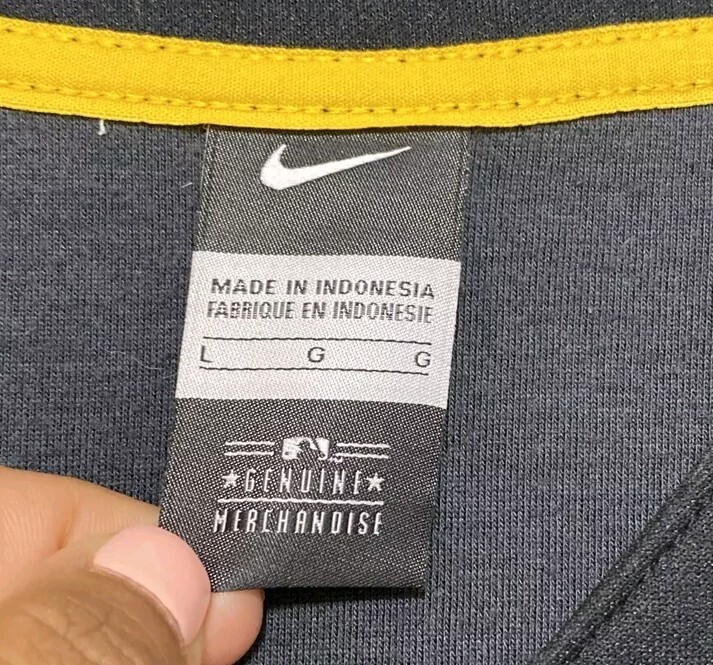 MADE IN INDONESIA
FABRIQUE EN INDONESIE
L G G
GENUINE
MERCHANDISE